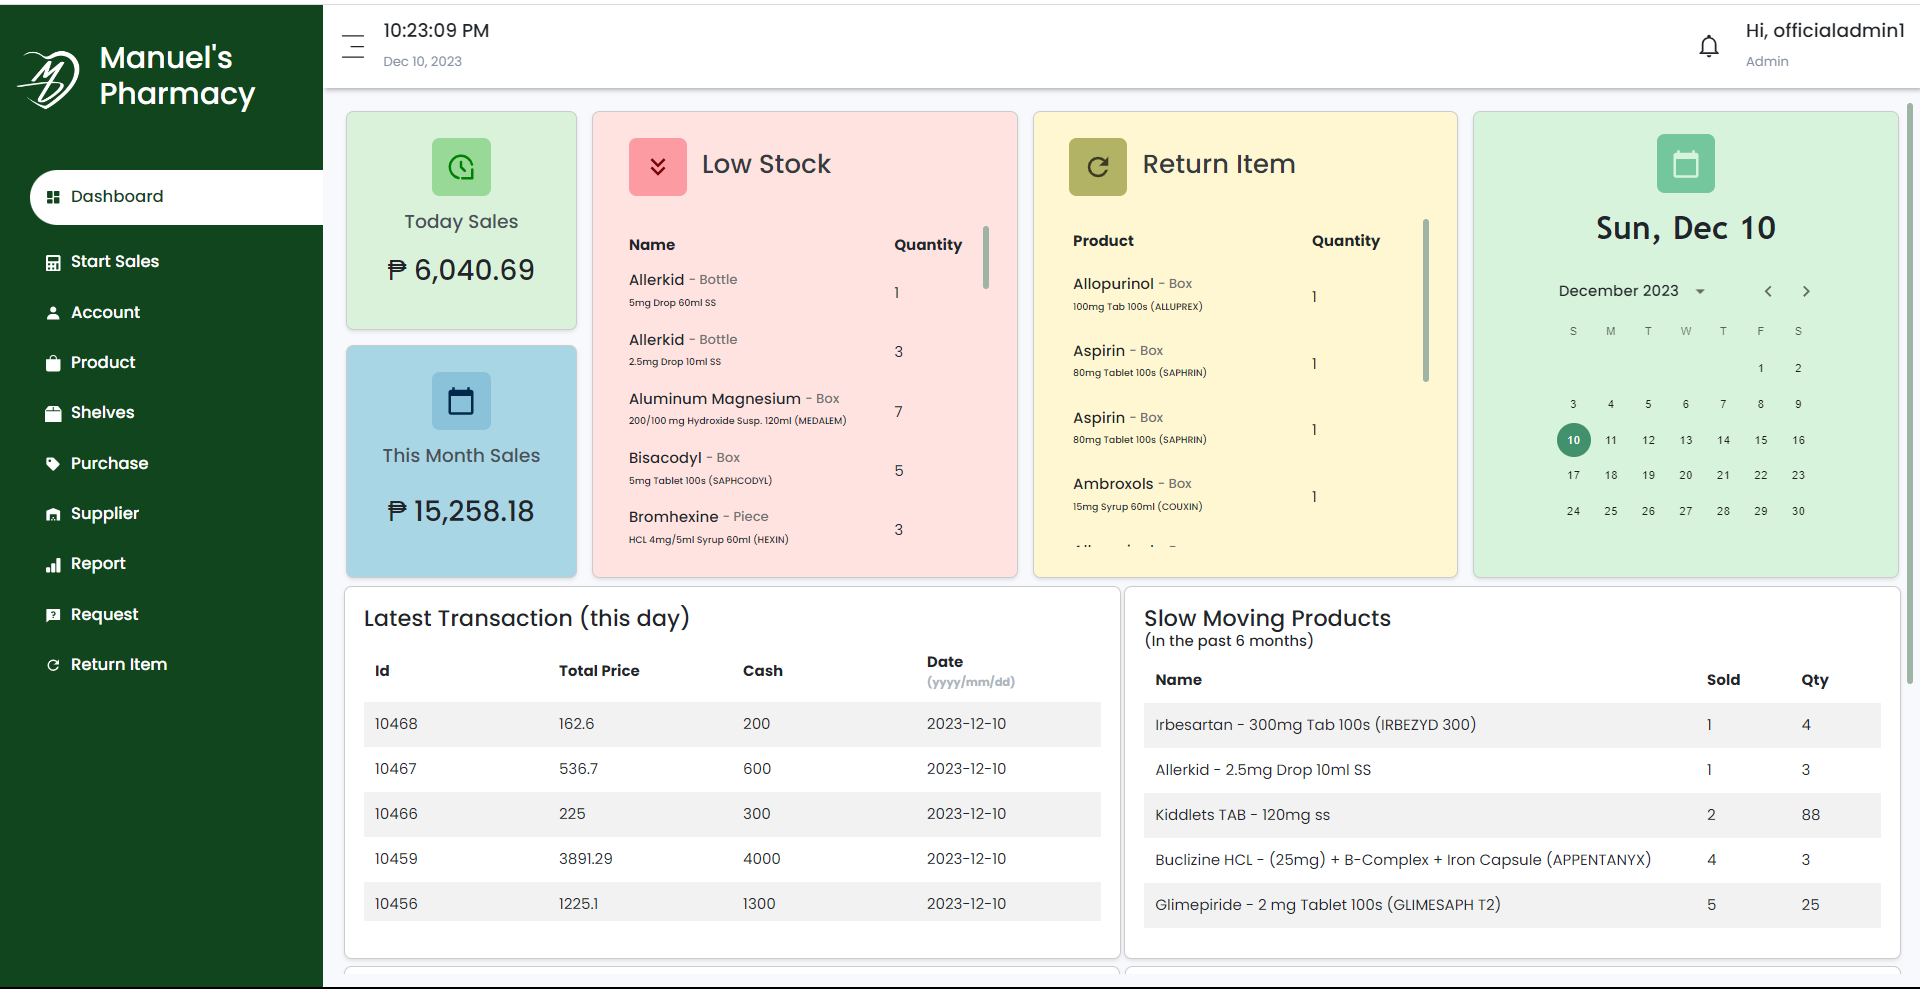 Manuel's
Pharmacy
Dashboard
Start Sales
Account
Product
Shelves
Purchase
Supplier
Report
Request
Return Item
10:23:09 PM
Dec 10, 2023
Hi, officialadmin1
Admin
Today Sales
₱ 6,040.69
This Month Sales
₱ 15,258.18
Low Stock
Name Quantity
Allerkid - Bottle
5mg Drop 60ml SS
1
Allerkid - Bottle
2.5mg Drop 10ml SS
3
Aluminum Magnesium - Box
200/100 mg Hydroxide Susp. 120ml (MEDALEM)
7
Bisacodyl - Box
5mg Tablet 100s (SAPHCODYL)
5
Bromhexine - Piece
HCL 4mg/5ml Syrup 60ml (HEXIN)
3
Return Item
Product Quantity
Allopurinol - Box
100mg Tab 100s (ALLUPREX)
1
Aspirin - Box
80mg Tablet 100s (SAPHRIN)
1
Aspirin - Box
80mg Tablet 100s (SAPHRIN)
1
Ambroxols - Box
15mg Syrup 60ml (COUXIN)
1
Sun, Dec 10
December 2023
S M T W T F S
1 2
3 4 5 6 7 8 9
10 11 12 13 14 15 16
17 18 19 20 21 22 23
24 25 26 27 28 29 30
Latest Transaction (this day)
Id Total Price Cash Date
(yyyy/mm/dd)
10468 162.6 200 2023-12-10
10467 536.7 600 2023-12-10
10466 225 300 2023-12-10
10459 3891.29 4000 2023-12-10
10456 1225.1 1300 2023-12-10
Slow Moving Products
(In the past 6 months)
Name Sold Qty
Irbesartan - 300mg Tab 100s (IRBEZYD 300) 1 4
Allerkid - 2.5mg Drop 10ml SS 1 3
Kiddlets TAB - 120mg ss 2 88
Buclizine HCL - (25mg) + B-Complex + Iron Capsule (APPENTANYX) 4 3
Glimepiride - 2 mg Tablet 100s (GLIMESAPH T2) 5 25